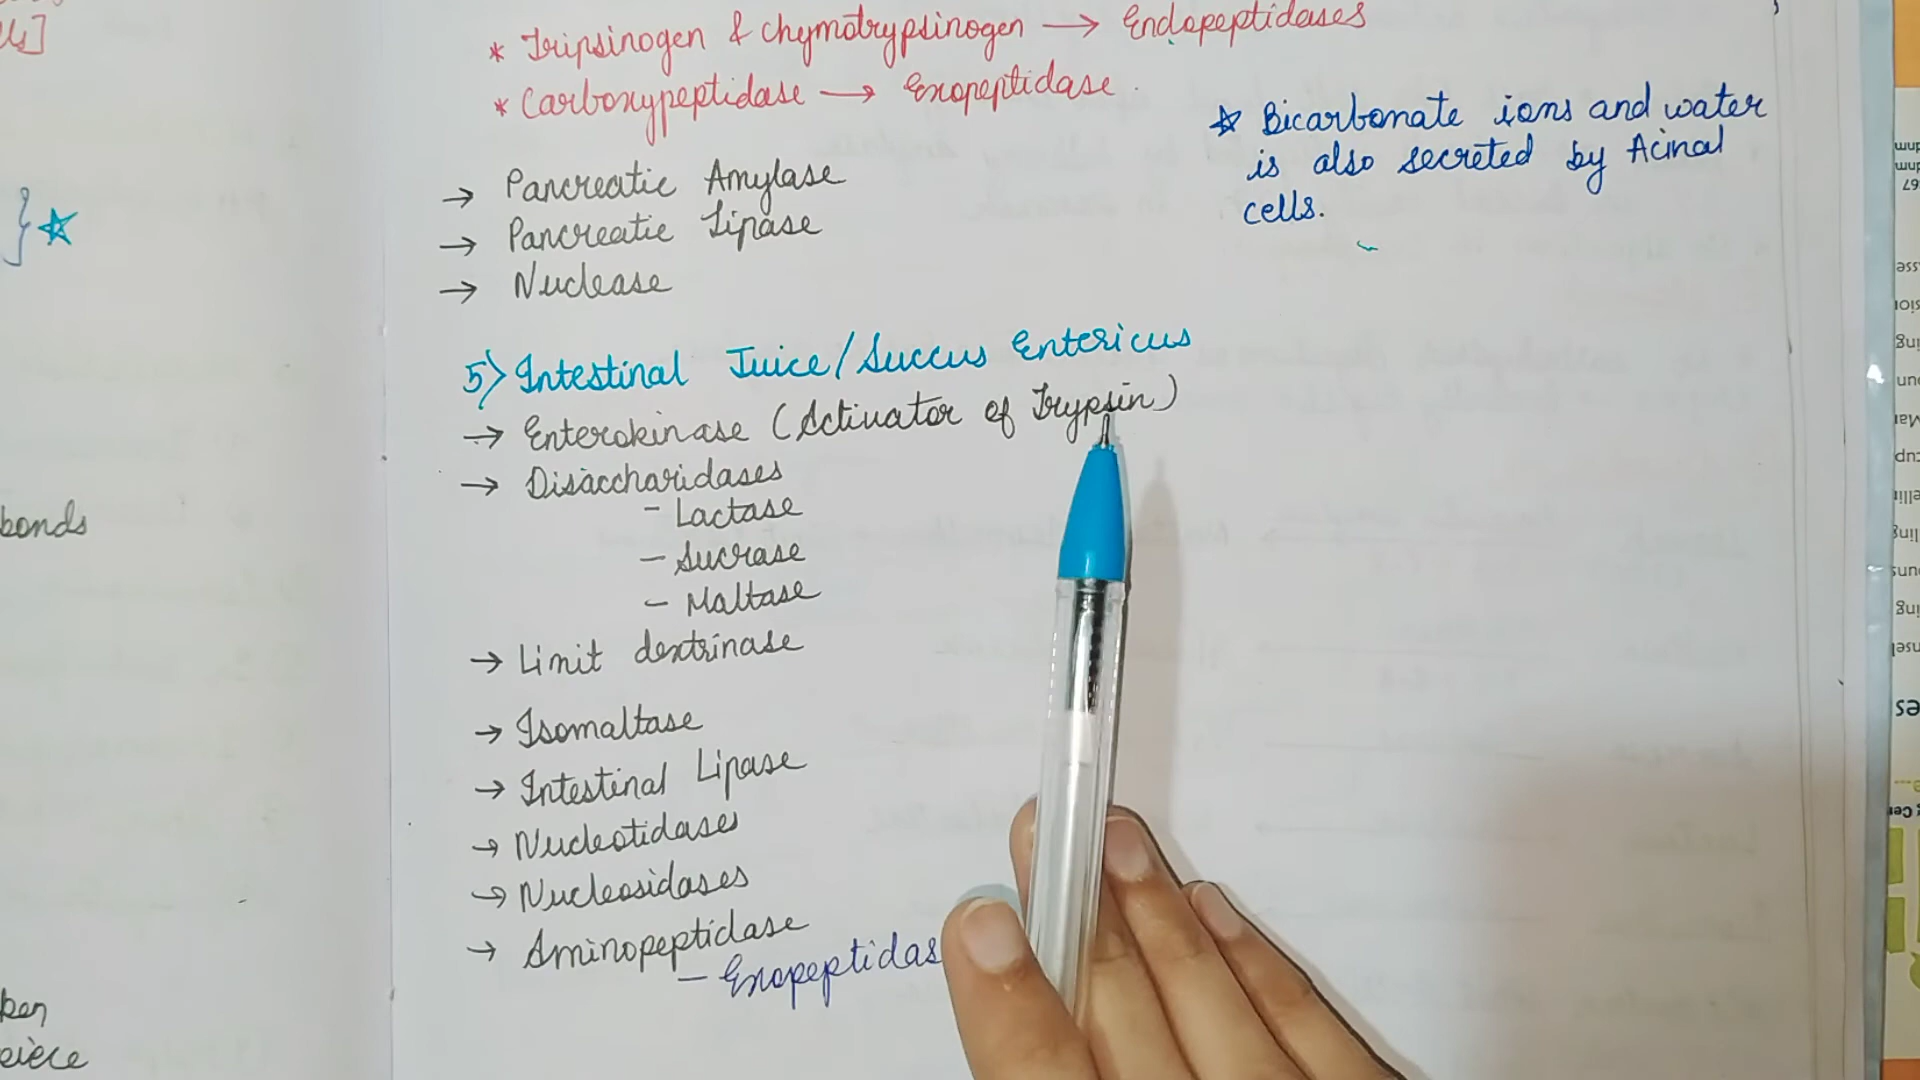 * Tripsinogen & chymotrypsinogen → Endopeptidases
* Carboxypeptidase → Exopeptidase.
→ Pancreatic Amylase
→ Pancreatic Lipase
→ Nuclease
☆ Bicarbonate ions and water
is also secreted by Acinal
cells.
5) Intestinal Juice/Succus Entericus
→ Enterokinase (Activator of Trypsin)
→ Disaccharidases
- Lactase
- Sucrase
- Maltase
→ Limit dextrinase
→ Isomaltase
→ Intestinal Lipase
→ Nucleotidases
→ Nucleosidases
→ Aminopeptidase
- Exopeptidas
bonds